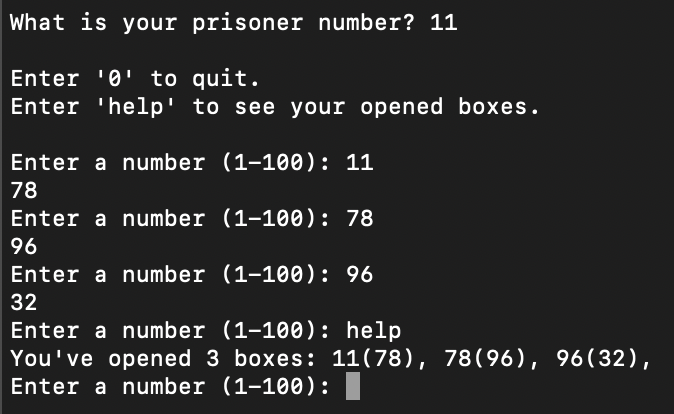 What is your prisoner number? 11
Enter '0' to quit.
Enter 'help' to see your opened boxes.
Enter a number (1-100): 11
78
Enter a number (1-100): 78
96
Enter a number (1-100): 96
32
Enter a number (1-100): help
You've opened 3 boxes: 11(78), 78(96), 96(32),
Enter a number (1-100):